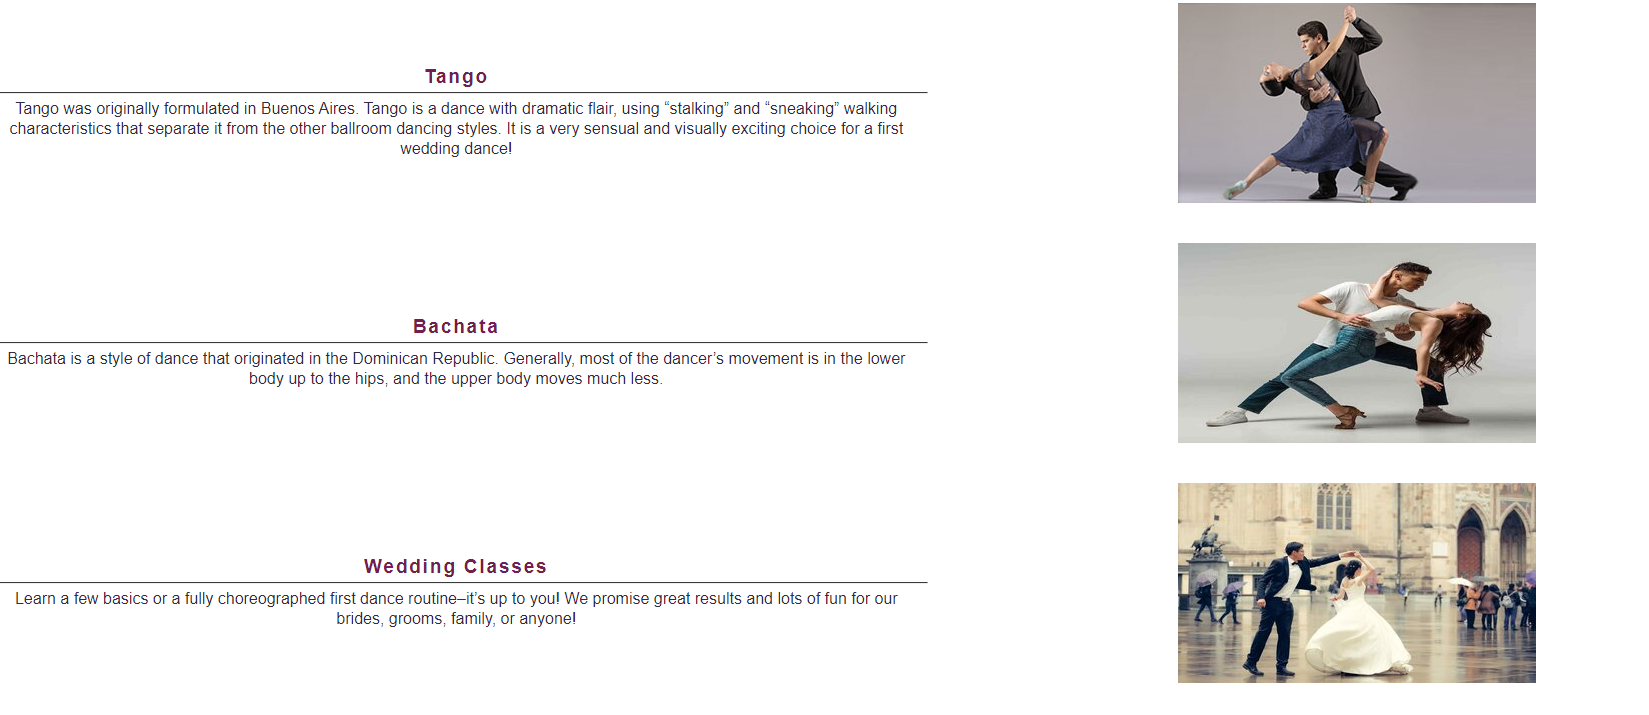 Tango
Tango was originally formulated in Buenos Aires. Tango is a dance with dramatic flair, using “stalking” and “sneaking” walking
characteristics that separate it from the other ballroom dancing styles. It is a very sensual and visually exciting choice for a first
wedding dance!
Bachata
Bachata is a style of dance that originated in the Dominican Republic. Generally, most of the dancer’s movement is in the lower
body up to the hips, and the upper body moves much less.
Wedding Classes
Learn a few basics or a fully choreographed first dance routine–it’s up to you! We promise great results and lots of fun for our
brides, grooms, family, or anyone!